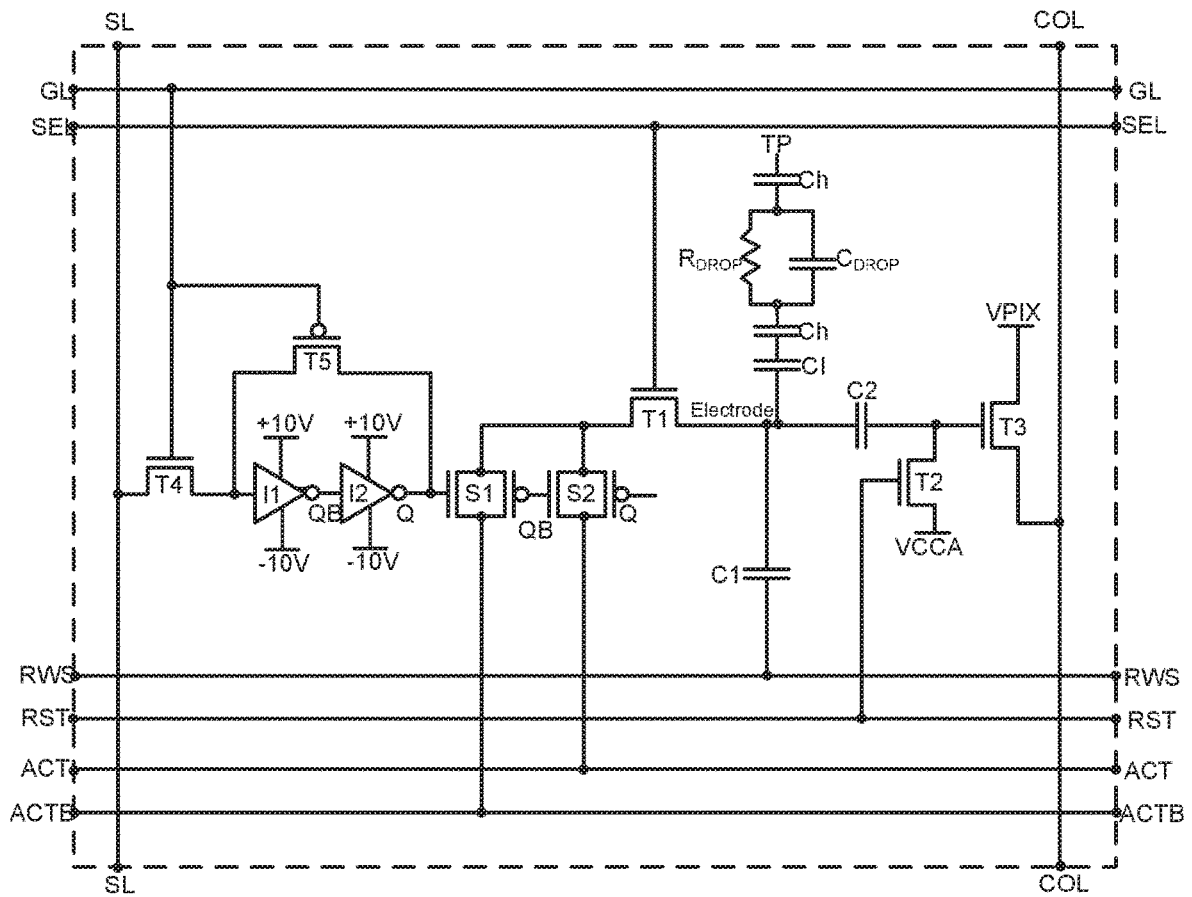 SL COL
GL GL
SEL SEL
TP
Ch
RDROP CDROP
VPIX
Ch
T5
Cl
C2
+10V +10V
T1 Electrode
T3
T4 I1 I2 S1 S2 T2
QB Q QB Q
-10V -10V
VCCA
C1
RWS RWS
RST RST
ACT ACT
ACTB ACTB
SL COL